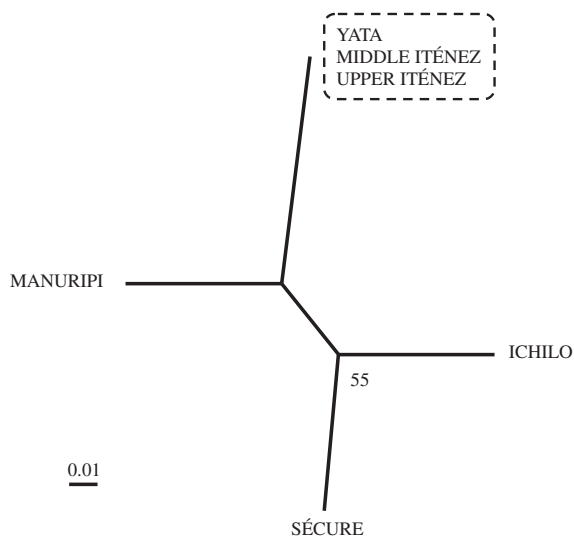 YATA
MIDDLE ITÉNEZ
UPPER ITÉNEZ
MANURIPI
ICHILO
55
0.01
SÉCURE